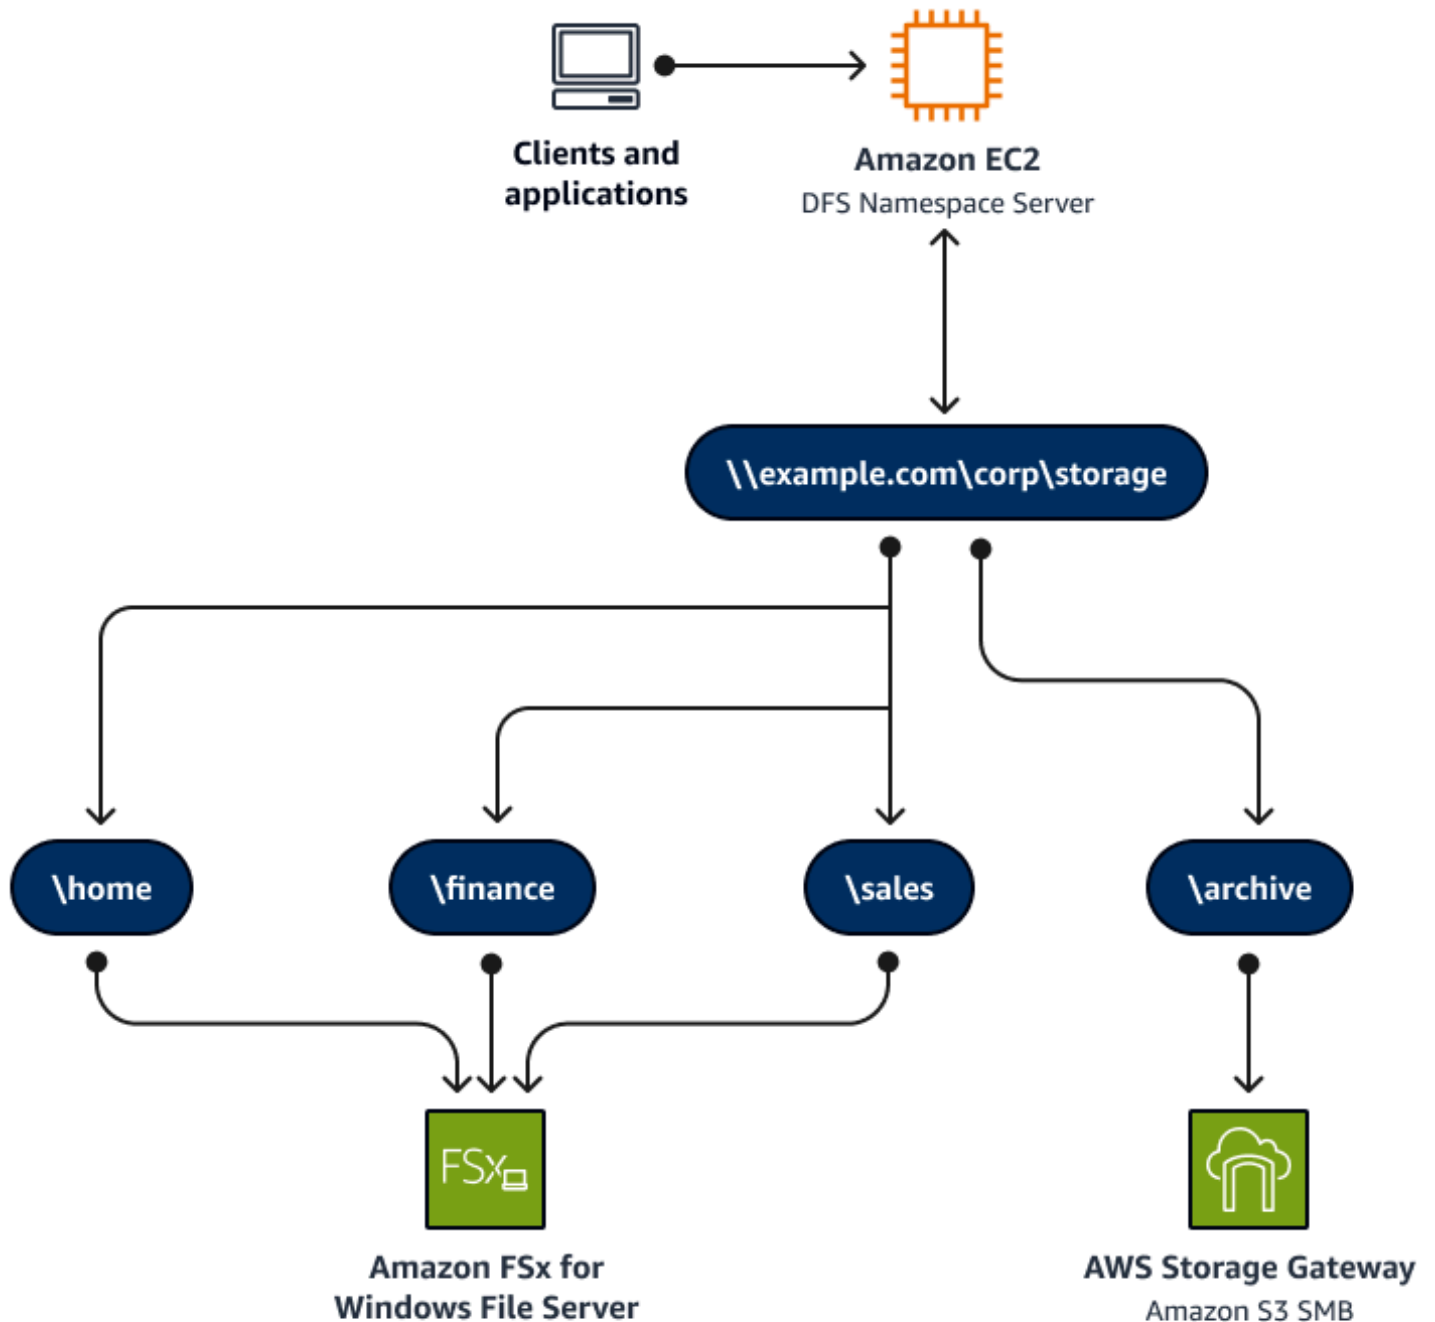 Clients and
applications
Amazon EC2
DFS Namespace Server
\\example.com\corp\storage
\home
\finance
\sales
\archive
FSx
Amazon FSx for
Windows File Server
AWS Storage Gateway
Amazon S3 SMB